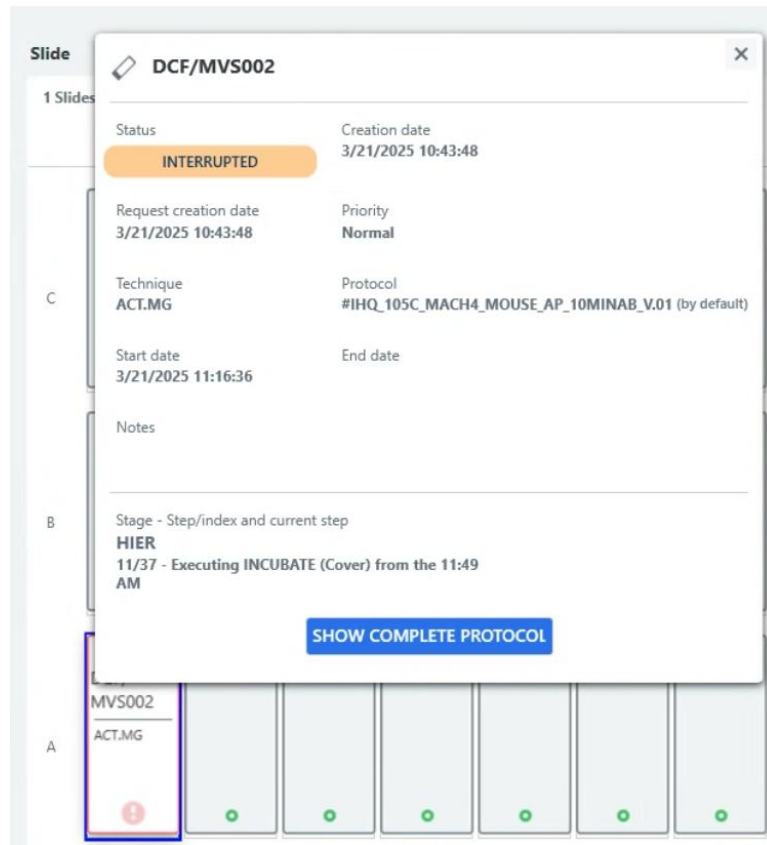 Slide
DCF/MVS002
1 Slides
Status
Creation date
INTERRUPTED
3/21/2025 10:43:48
Request creation date
Priority
3/21/2025 10:43:48
Normal
C
Technique
Protocol
ACT.MG
#IHQ_105C_MACH4_MOUSE_AP_10MINAB_V.01 (by default)
Start date
End date
3/21/2025 11:16:36
Notes
B
Stage - Step/index and current step
HIER
11/37 - Executing INCUBATE (Cover) from the 11:49
AM
SHOW COMPLETE PROTOCOL
MVS002
A
ACT.MG